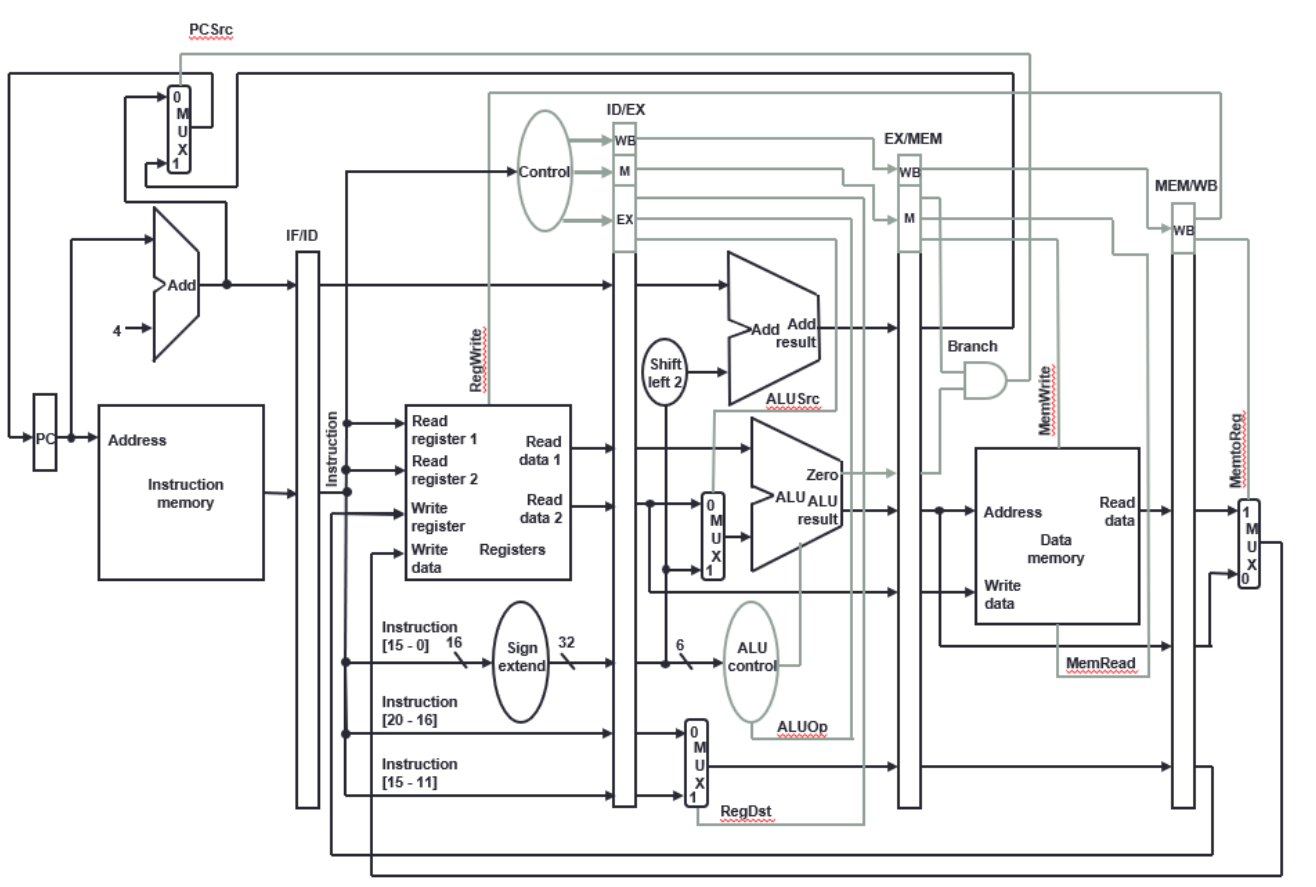 PCSrc
0
M
U
X
1
ID/EX
WB
M
EX
Control
EX/MEM
WB
M
MEM/WB
WB
IF/ID
Add
4
Add
Add
result
Shift
left 2
Branch
RegWrite
ALUSrc
MemWrite
MemtoReg
PC
Address
Instruction
memory
Instruction
Read
register 1
Read
register 2
Write
register
Write
data
Read
data 1
Read
data 2
Registers
0
M
U
X
1
Zero
ALU
ALU
result
Address
Read
data
Data
memory
Write
data
1
M
U
X
0
Instruction
[15 - 0]
16
Sign
extend
32
6
ALU
control
MemRead
Instruction
[20 - 16]
ALUOp
0
M
U
X
1
Instruction
[15 - 11]
RegDst